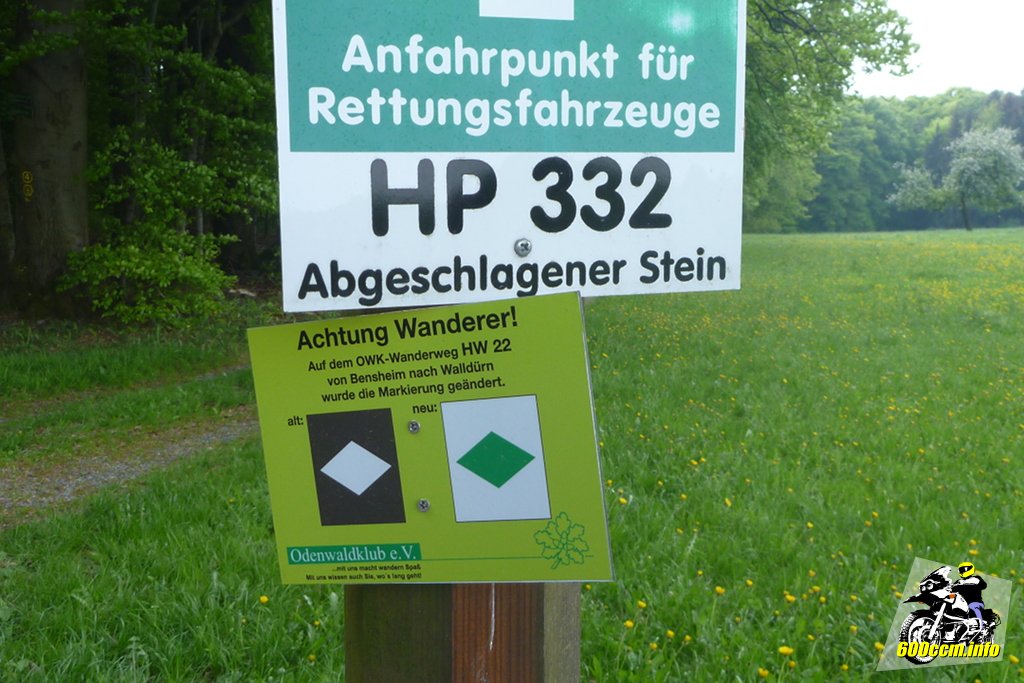 Anfahrpunkt für
Rettungsfahrzeuge
HP 332
Abgeschlagener Stein
Achtung Wanderer!
Auf dem OWK-Wanderweg HW 22
von Bensheim nach Walldürn
wurde die Markierung geändert.
alt: neu:
Odenwaldklub e.V.
...mit uns macht wandern Spaß
Mit uns wissen auch Sie, wo's lang geht!
600ccm.info